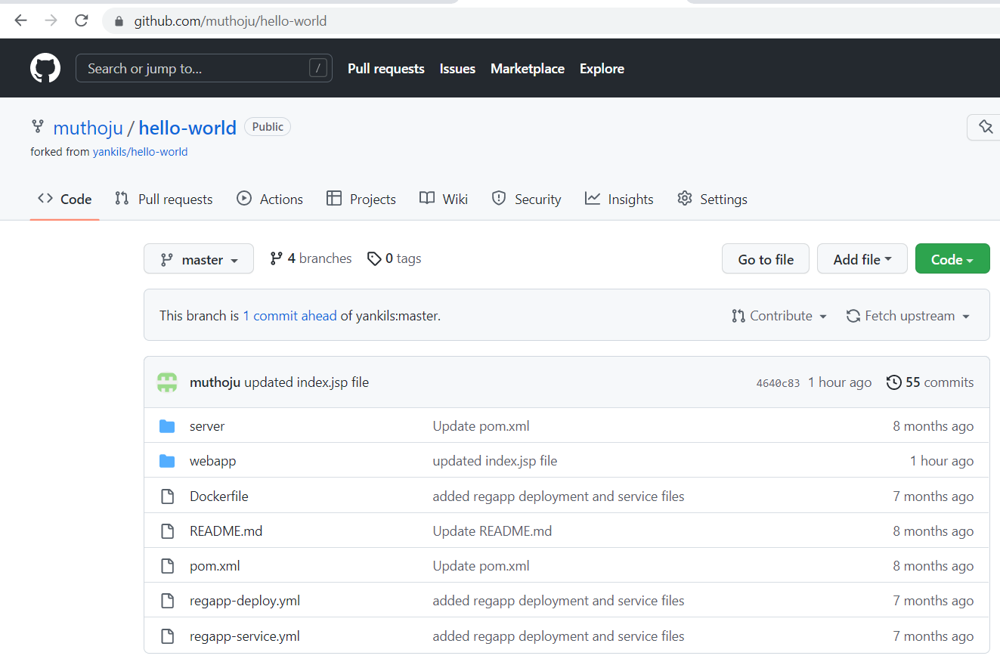 github.com/muthoju/hello-world
Search or jump to... /
Pull requests Issues Marketplace Explore
muthoju / hello-world Public
forked from yankils/hello-world
Code Pull requests Actions Projects Wiki Security Insights Settings
master 4 branches 0 tags Go to file Add file Code
This branch is 1 commit ahead of yankils:master. Contribute Fetch upstream
muthoju updated index.jsp file 4640c83 1 hour ago 55 commits
server Update pom.xml 8 months ago
webapp updated index.jsp file 1 hour ago
Dockerfile added regapp deployment and service files 7 months ago
README.md Update README.md 8 months ago
pom.xml Update pom.xml 8 months ago
regapp-deploy.yml added regapp deployment and service files 7 months ago
regapp-service.yml added regapp deployment and service files 7 months ago